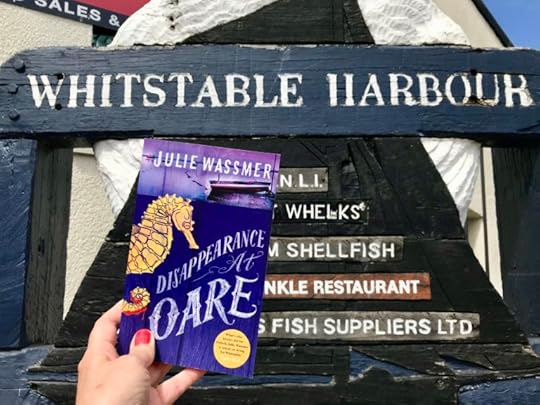 SALES &
WHITSTABLE HARBOUR
JULIE WASSMER
DISAPPEARANCE
At
OARE
N.L.I.
WHELKS
SHELLFISH
NKLE RESTAURANT
S FISH SUPPLIERS LTD